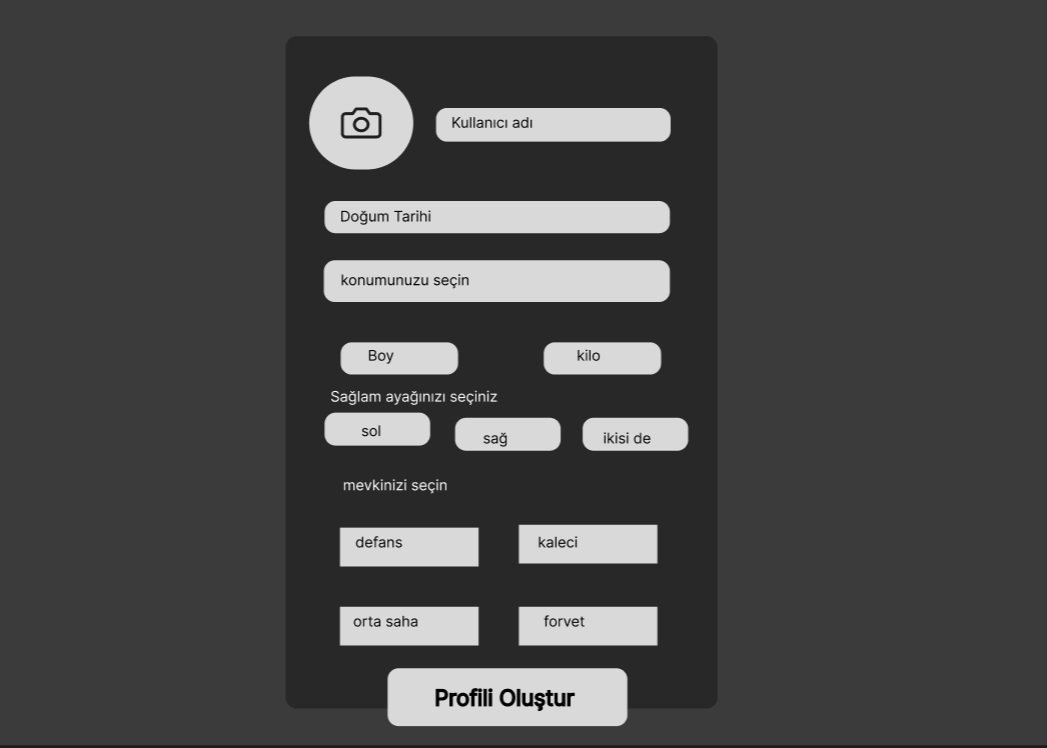 Kullanıcı adı
Doğum Tarihi
konumunuzu seçin
Boy
kilo
Sağlam ayağınızı seçiniz
sol
sağ
ikisi de
mevkinizi seçin
defans
kaleci
orta saha
forvet
Profili Oluştur